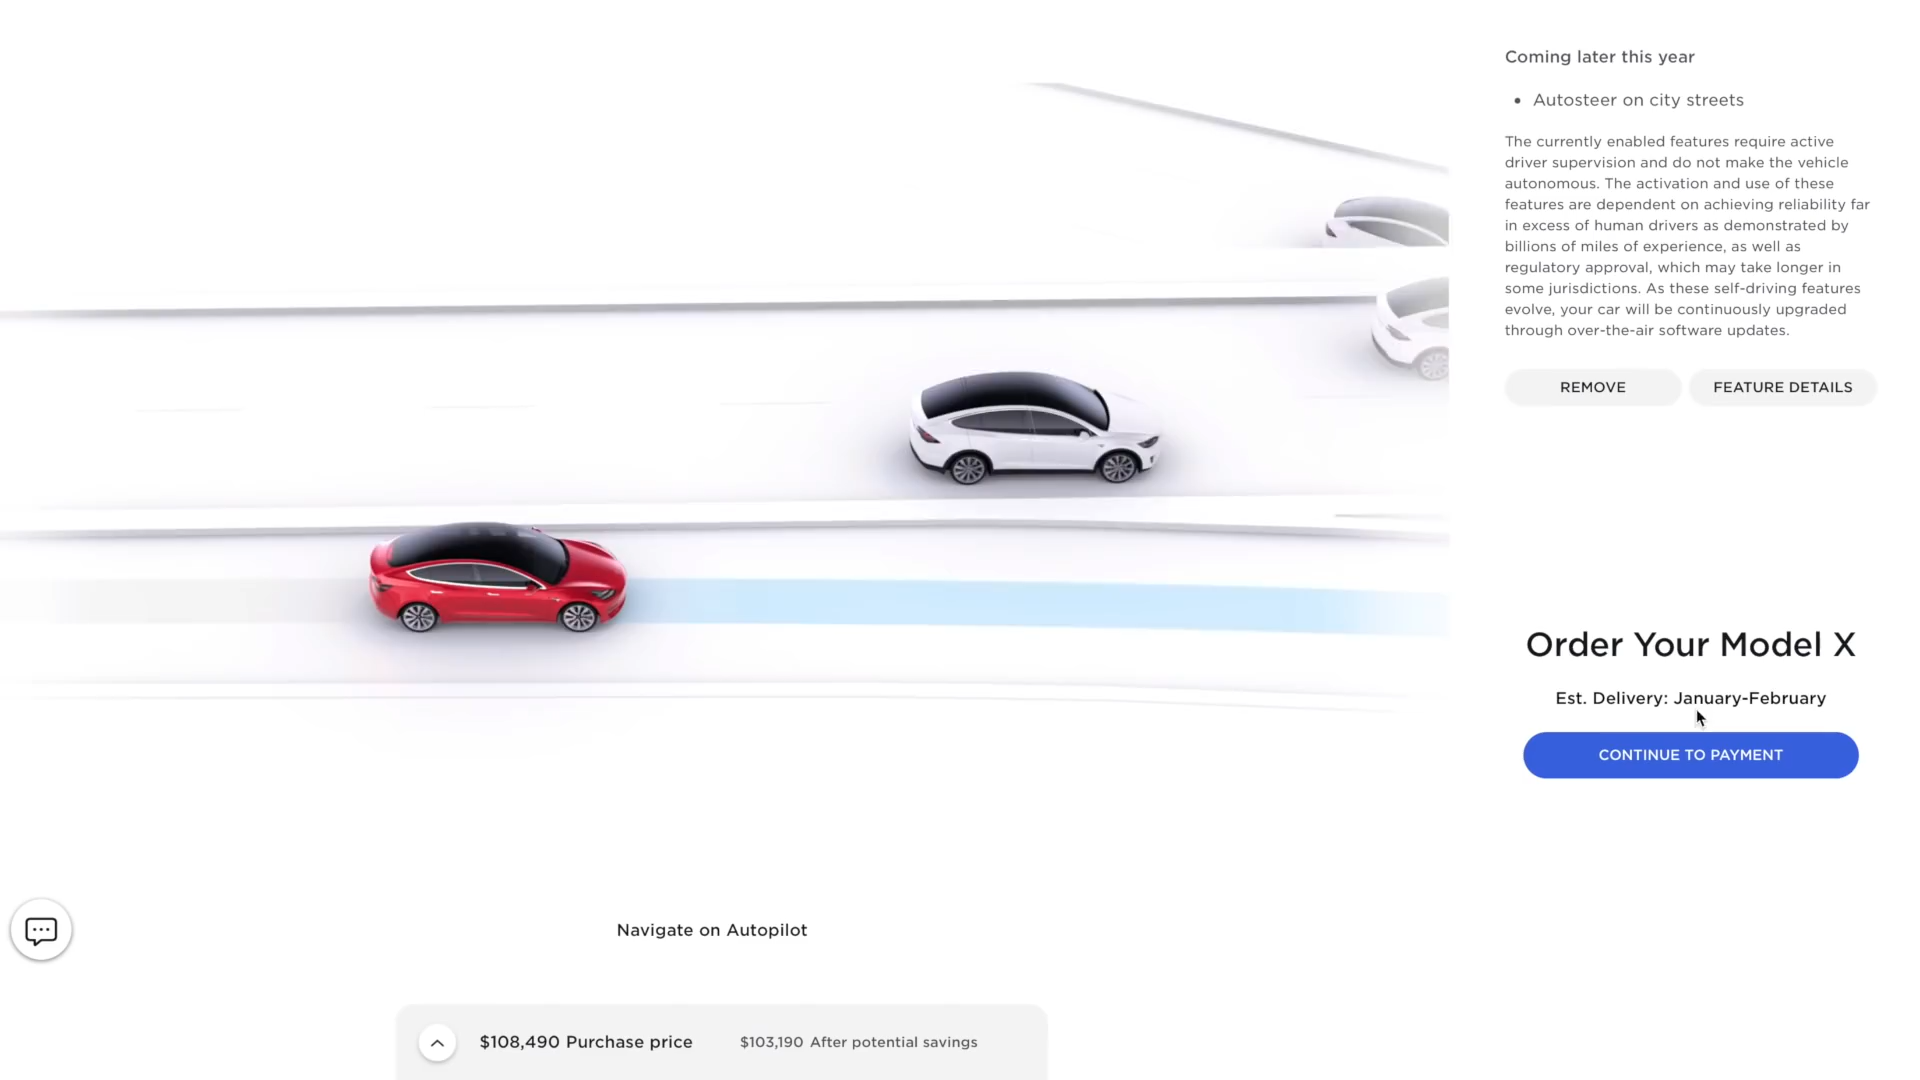 Coming later this year
• Autosteer on city streets
The currently enabled features require active
driver supervision and do not make the vehicle
autonomous. The activation and use of these
features are dependent on achieving reliability far
in excess of human drivers as demonstrated by
billions of miles of experience, as well as
regulatory approval, which may take longer in
some jurisdictions. As these self-driving features
evolve, your car will be continuously upgraded
through over-the-air software updates.
REMOVE
FEATURE DETAILS
Order Your Model X
Est. Delivery: January-February
CONTINUE TO PAYMENT
Navigate on Autopilot
$108,490 Purchase price
$103,190 After potential savings